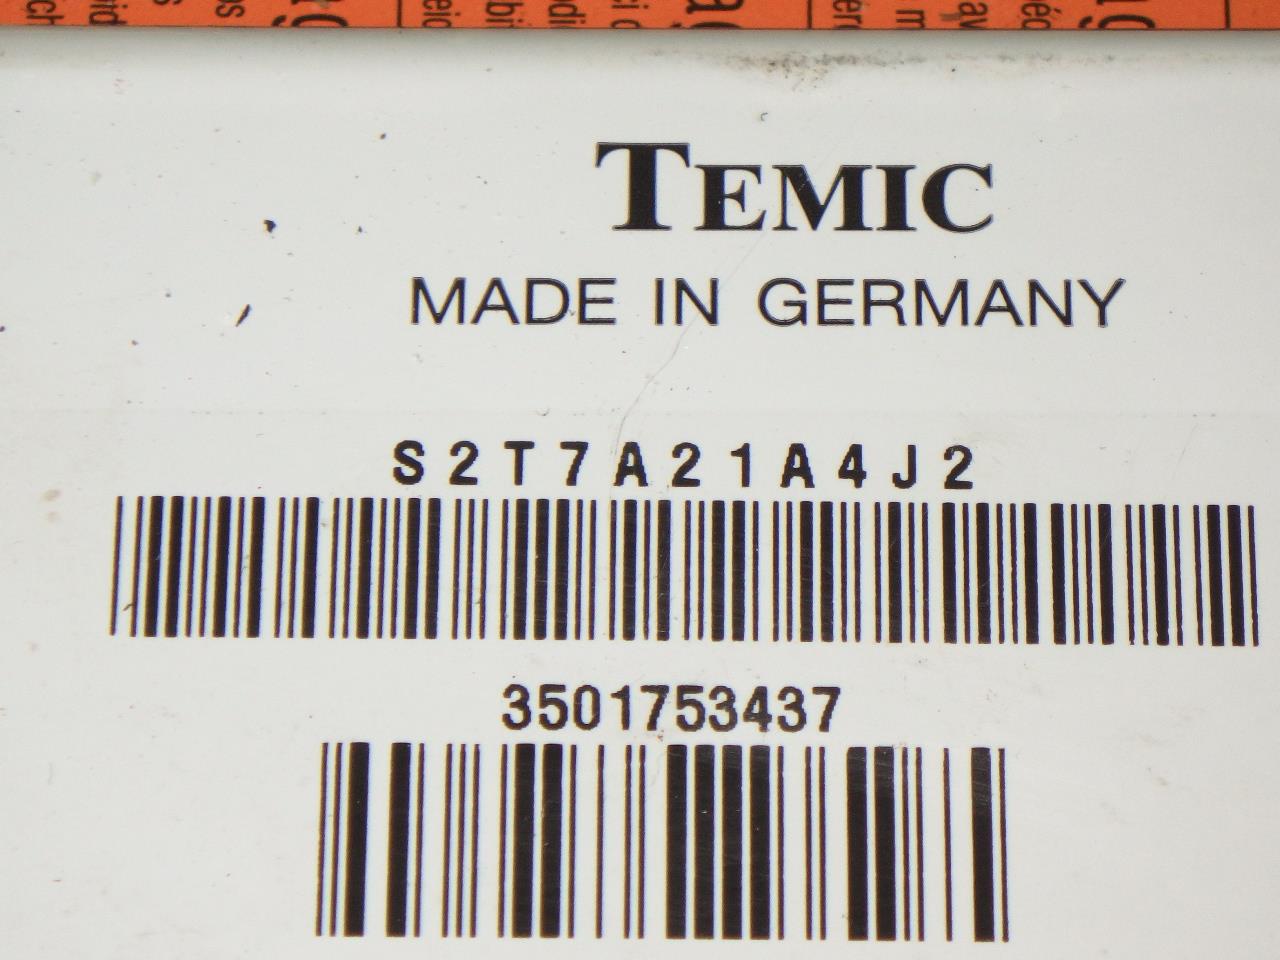 TEMIC
MADE IN GERMANY
S2T7A21A4J2
3501753437